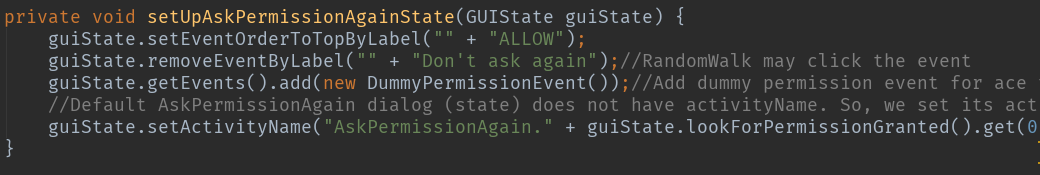 private void setUpAskPermissionAgainState(GUIState guiState) {
    guiState.setEventOrderToTopByLabel("" + "ALLOW");
    guiState.removeEventByLabel("" + "Don't ask again");//RandomWalk may click the event
    guiState.getEvents().add(new DummyPermissionEvent());//Add dummy permission event for ace
    //Default AskPermissionAgain dialog (state) does not have activityName. So, we set its act
    guiState.setActivityName("AskPermissionAgain." + guiState.lookForPermissionGranted().get(0
}